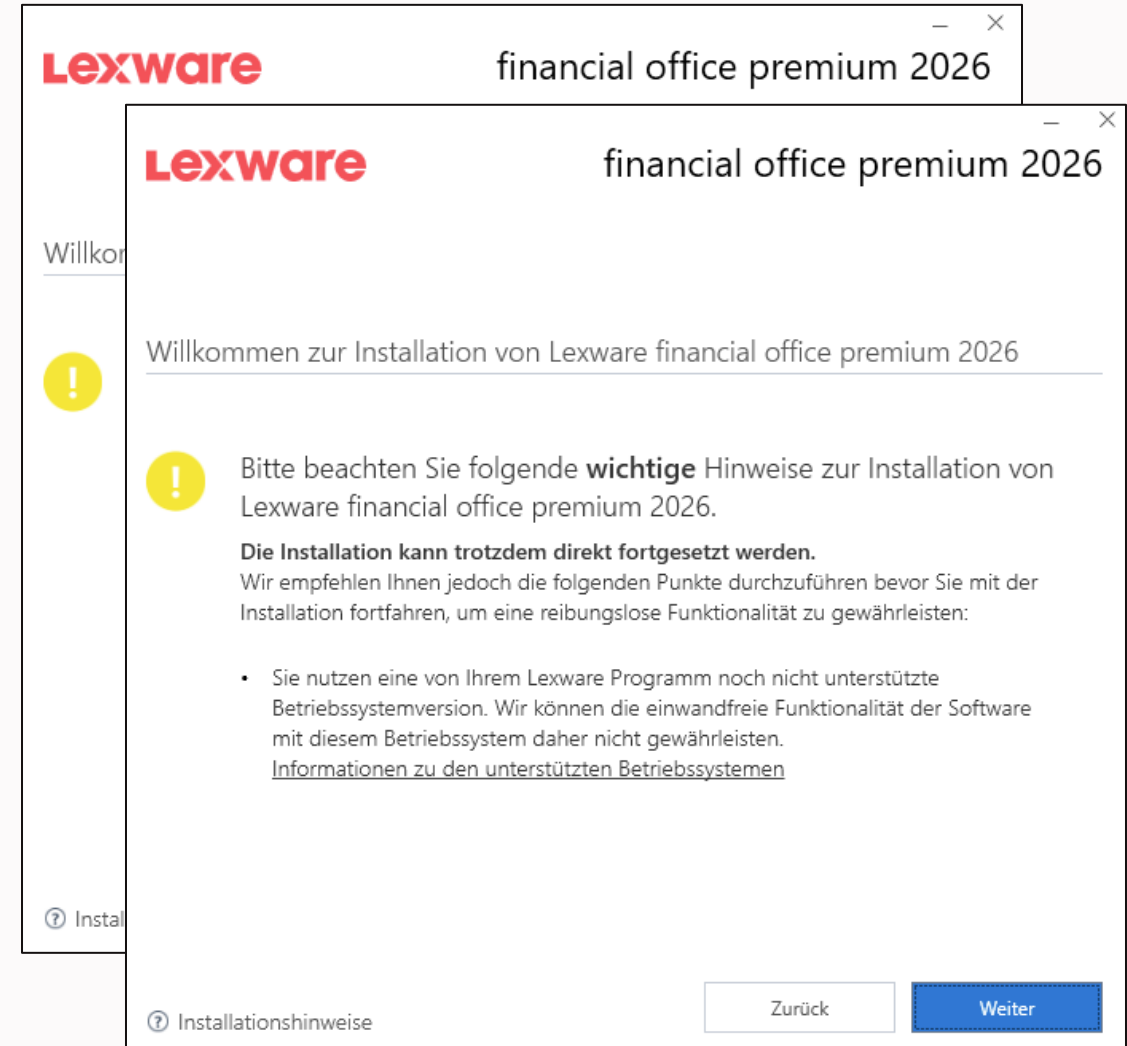 Lexware
financial office premium 2026
Lexware
financial office premium 2026
Willkommen zur Installation von Lexware financial office premium 2026
!
Bitte beachten Sie folgende wichtige Hinweise zur Installation von
Lexware financial office premium 2026.
Die Installation kann trotzdem direkt fortgesetzt werden.
Wir empfehlen Ihnen jedoch die folgenden Punkte durchzuführen bevor Sie mit der
Installation fortfahren, um eine reibungslose Funktionalität zu gewährleisten:
• Sie nutzen eine von Ihrem Lexware Programm noch nicht unterstützte
Betriebssystemversion. Wir können die einwandfreie Funktionalität der Software
mit diesem Betriebssystem daher nicht gewährleisten.
Informationen zu den unterstützten Betriebssystemen
Installationshinweise
Zurück
Weiter